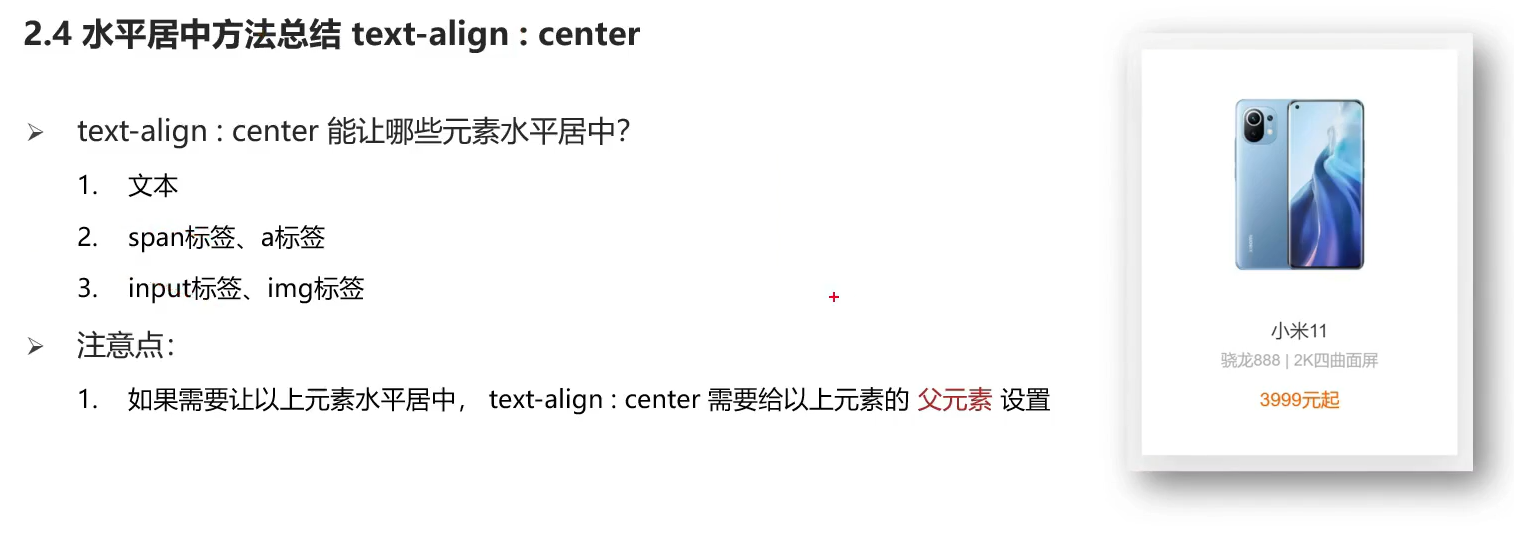 2.4 水平居中方法总结 text-align : center
text-align : center 能让哪些元素水平居中?
1. 文本
2. span标签、a标签
3. input标签、img标签
注意点:
1. 如果需要让以上元素水平居中, text-align : center 需要给以上元素的 父元素 设置
小米11
骁龙888 | 2K四曲面屏
3999元起